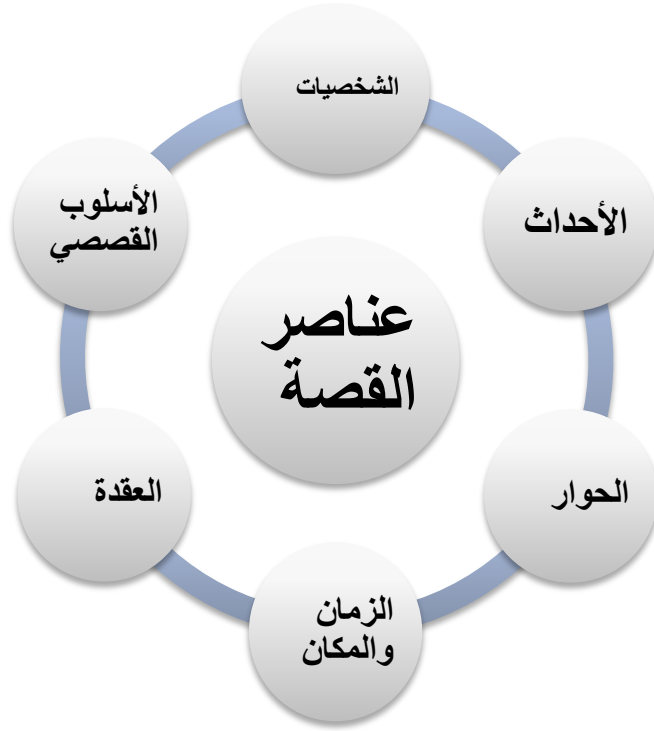 الشخصيات
الأحداث
الحوار
الزمان
والمكان
العقدة
الأسلوب
القصصي
عناصر
القصة